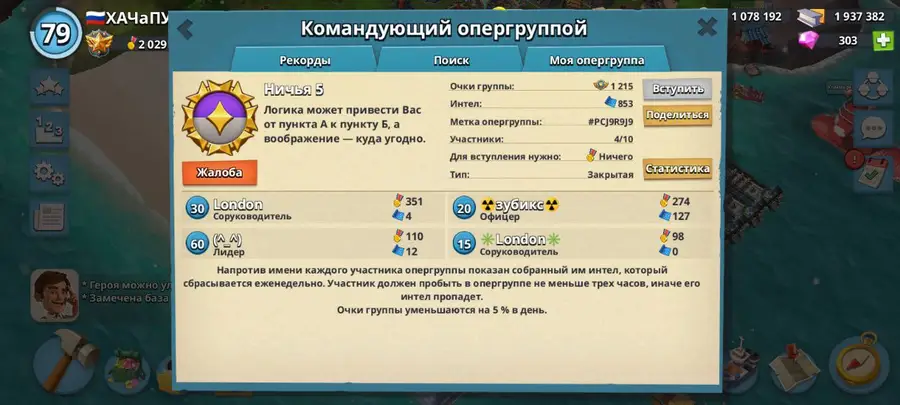 79
ХАЧаПУ
2 029
Командующий опергруппой
1 078 192
1 937 382
303
Рекорды
Поиск
Моя опергруппа
Ничья 5
Логика может привести Вас
от пункта А к пункту Б, а
воображение — куда угодно.
Жалоба
Очки группы: 1 215
Интел: 853
Метка опергруппы: #PCJ9R9J9
Участники: 4/10
Для вступления нужно: Ничего
Тип: Закрытая
Вступить
Поделиться
Статистика
30 London 351
Соруководитель 4
20 ☢зубикс☢ 274
Офицер 127
60 (^_^) 110
Лидер 12
15 ✳London✳ 98
Соруководитель 0
Напротив имени каждого участника опергруппы показан собранный им интел, который
сбрасывается еженедельно. Участник должен пробыть в опергруппе не меньше трех часов, иначе его
интел пропадет.
Очки группы уменьшаются на 5 % в день.
* Героя можно ул
* Замечена база